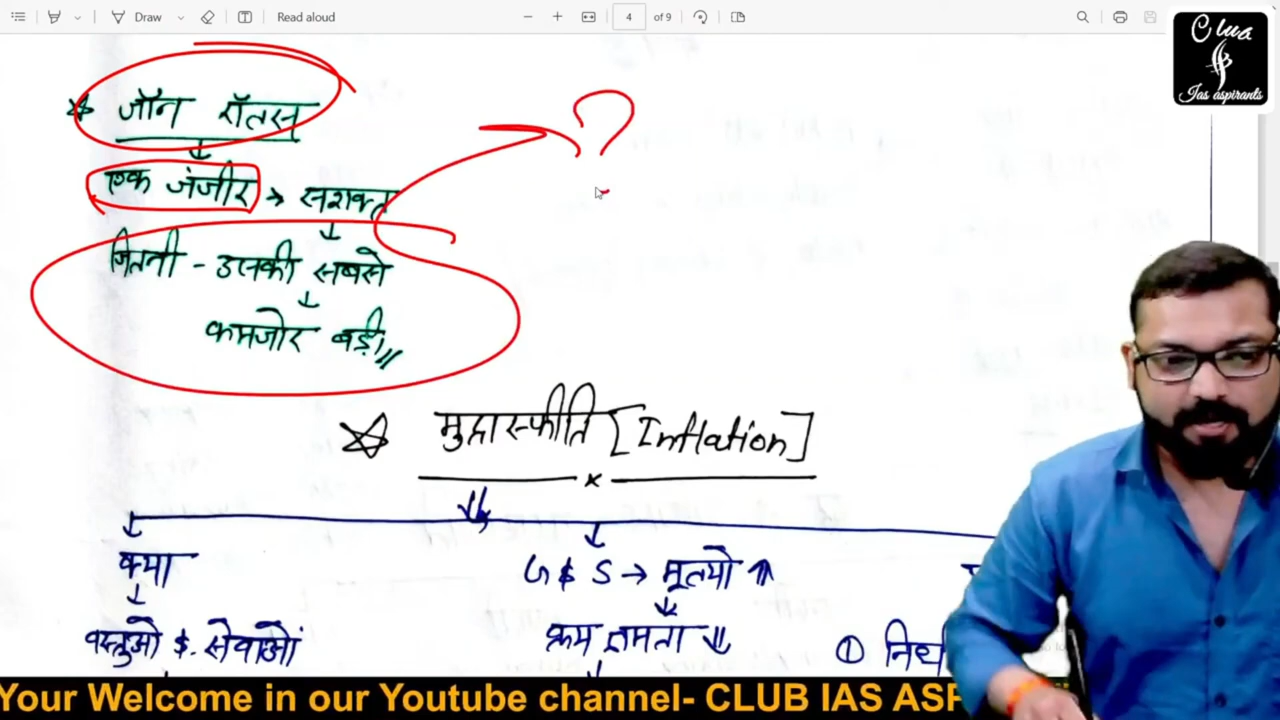 Draw
Read aloud
4 of 9
Club
Ias aspirants
जॉन रॉलस
एक जंजीर → सशक्त
जितनी - उसकी सबसे
कमजोर कड़ी
?
मुद्रास्फीति [Inflation]
क्या
वस्तुओ $ सेवाओं
G $ S → मूल्यो ⇑
क्रय क्षमता ⇓
①
Your Welcome in our Youtube channel- CLUB IAS ASP